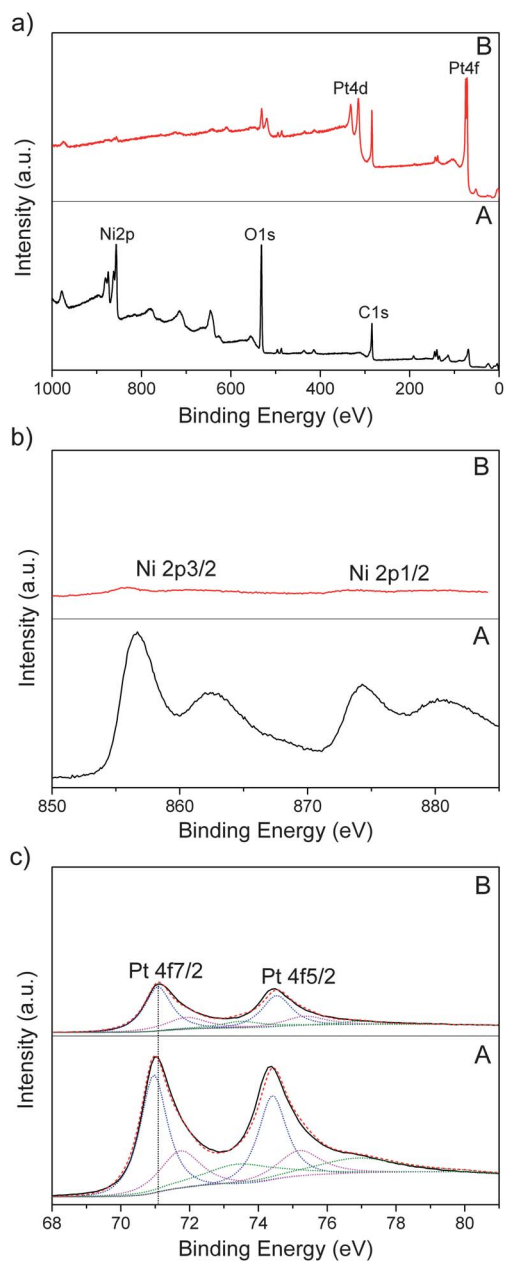 a)
B
Pt4d
Pt4f
A
Ni2p
O1s
C1s
Intensity (a.u.)
1000 800 600 400 200 0
Binding Energy (eV)
b)
B
Ni 2p3/2
Ni 2p1/2
A
Intensity (a.u.)
850 860 870 880
Binding Energy (eV)
c)
B
Pt 4f7/2
Pt 4f5/2
A
Intensity (a.u.)
68 70 72 74 76 78 80
Binding Energy (eV)